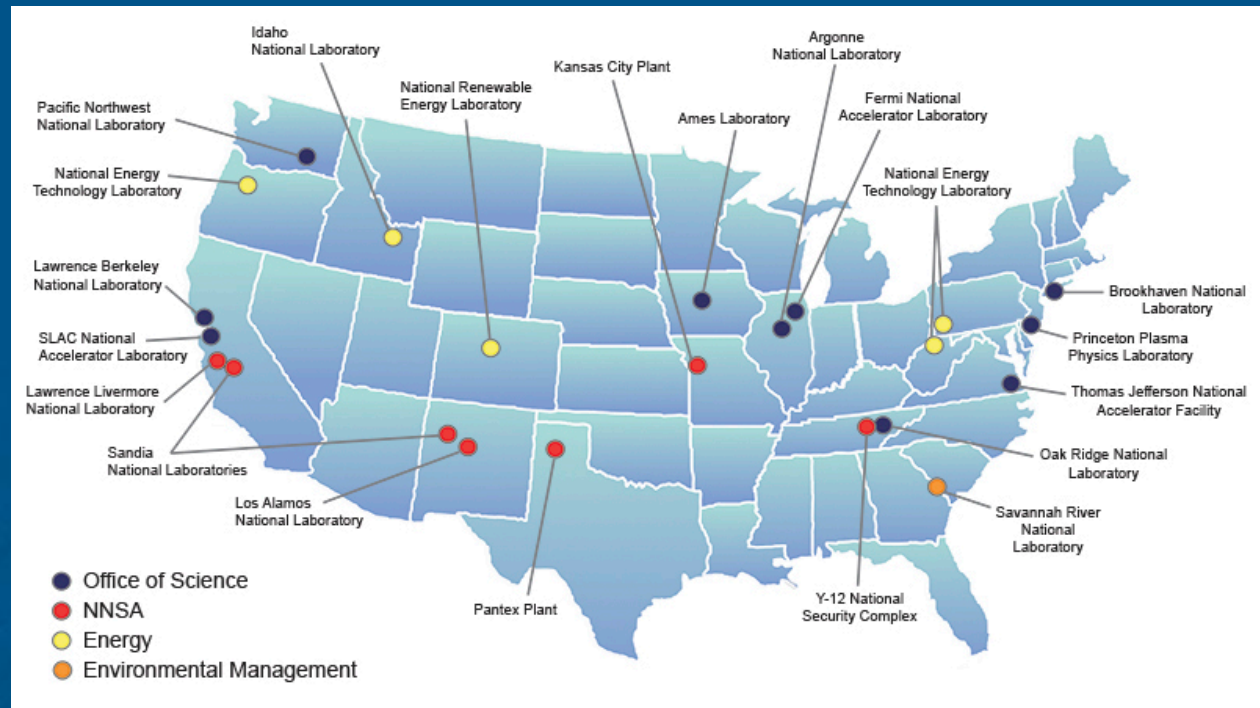 Idaho
National Laboratory
Argonne
National Laboratory
Kansas City Plant
National Renewable
Energy Laboratory
Fermi National
Accelerator Laboratory
Pacific Northwest
National Laboratory
Ames Laboratory
National Energy
Technology Laboratory
National Energy
Technology Laboratory
Lawrence Berkeley
National Laboratory
Brookhaven National
Laboratory
SLAC National
Accelerator Laboratory
Princeton Plasma
Physics Laboratory
Lawrence Livermore
National Laboratory
Thomas Jefferson National
Accelerator Facility
Sandia
National Laboratories
Oak Ridge National
Laboratory
Los Alamos
National Laboratory
Savannah River
National
Laboratory
Pantex Plant
Y-12 National
Security Complex
Office of Science
NNSA
Energy
Environmental Management